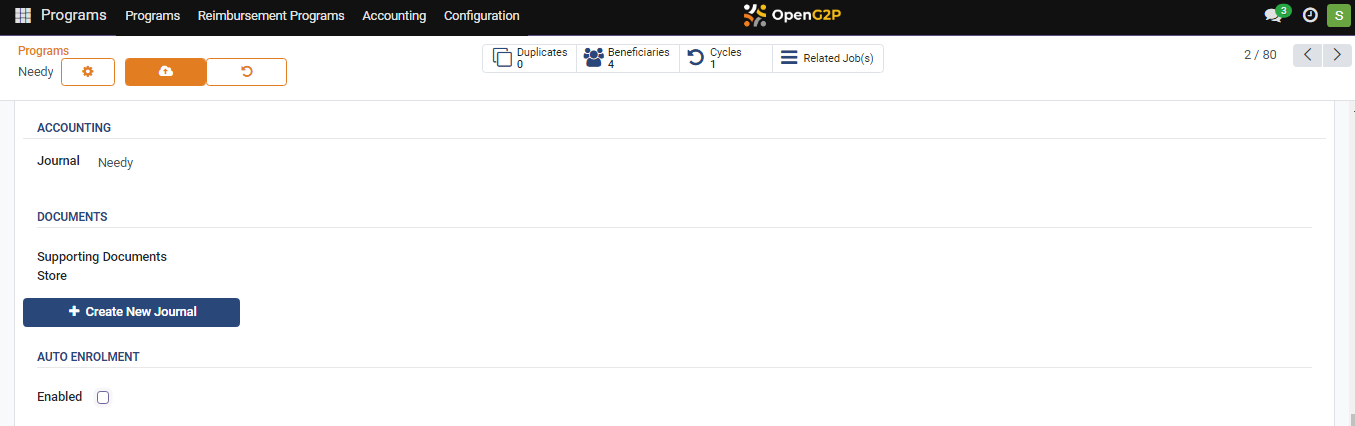 Programs Programs Reimbursement Programs Accounting Configuration OpenG2P 3 S
Programs
Needy
Duplicates 0
Beneficiaries 4
Cycles 1
Related Job(s)
2 / 80
ACCOUNTING
Journal Needy
DOCUMENTS
Supporting Documents
Store
Create New Journal
AUTO ENROLMENT
Enabled